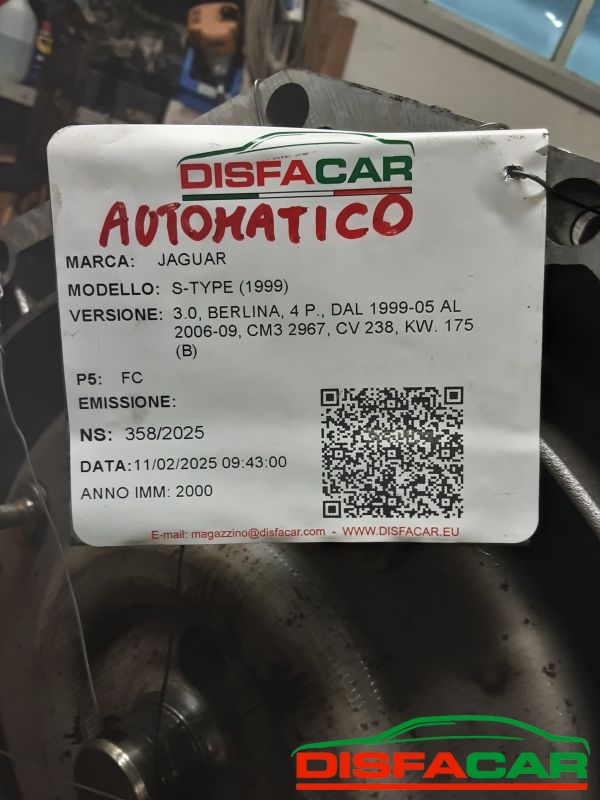 DISFACAR
AUTOMATICO
MARCA: JAGUAR
MODELLO: S-TYPE (1999)
VERSIONE: 3.0, BERLINA, 4 P., DAL 1999-05 AL
2006-09, CM3 2967, CV 238, KW. 175
(B)
P5: FC
EMISSIONE:
NS: 358/2025
DATA:11/02/2025 09:43:00
ANNO IMM: 2000
E-mail: magazzino@disfacar.com - WWW.DISFACAR.EU
DISFACAR